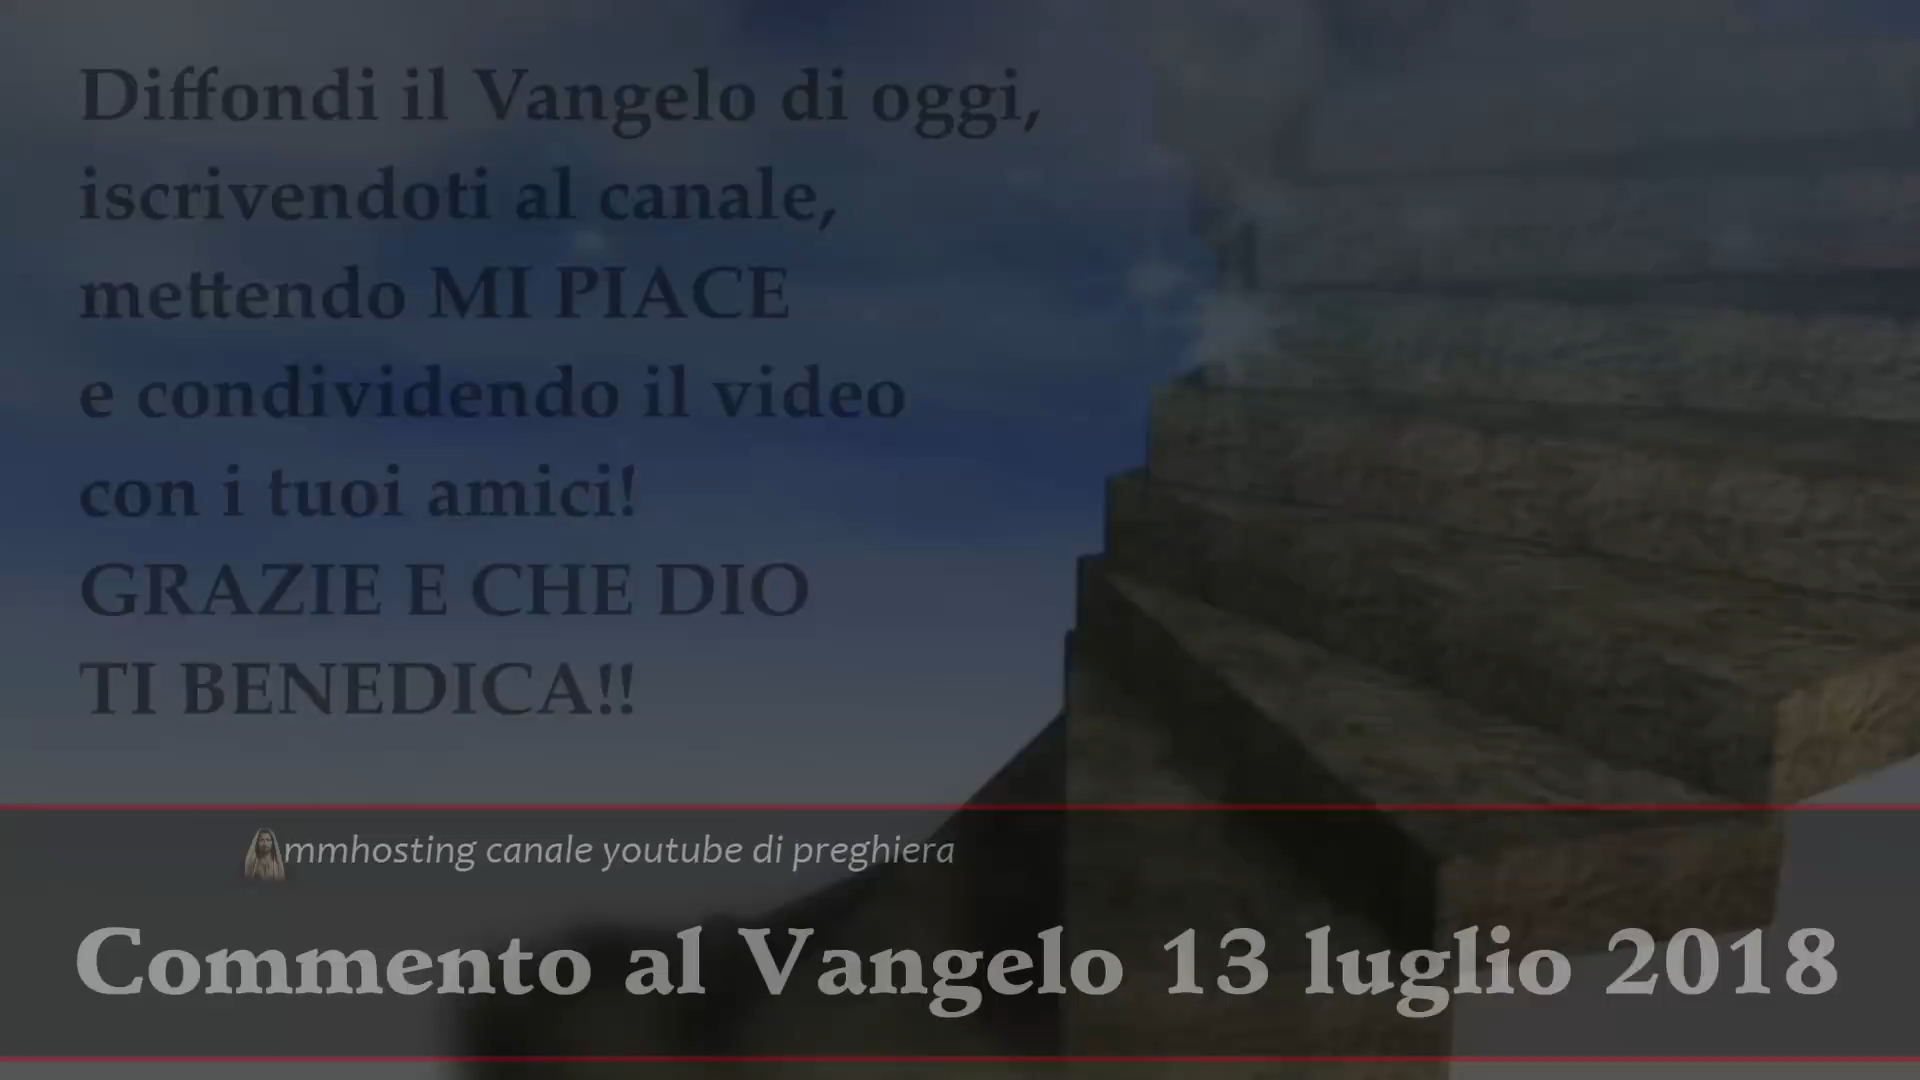 Diffondi il Vangelo di oggi,
iscrivendoti al canale,
mettendo MI PIACE
e condividendo il video
con i tuoi amici!
GRAZIE E CHE DIO
TI BENEDICA!!
mmhosting canale youtube di preghiera
Commento al Vangelo 13 luglio 2018